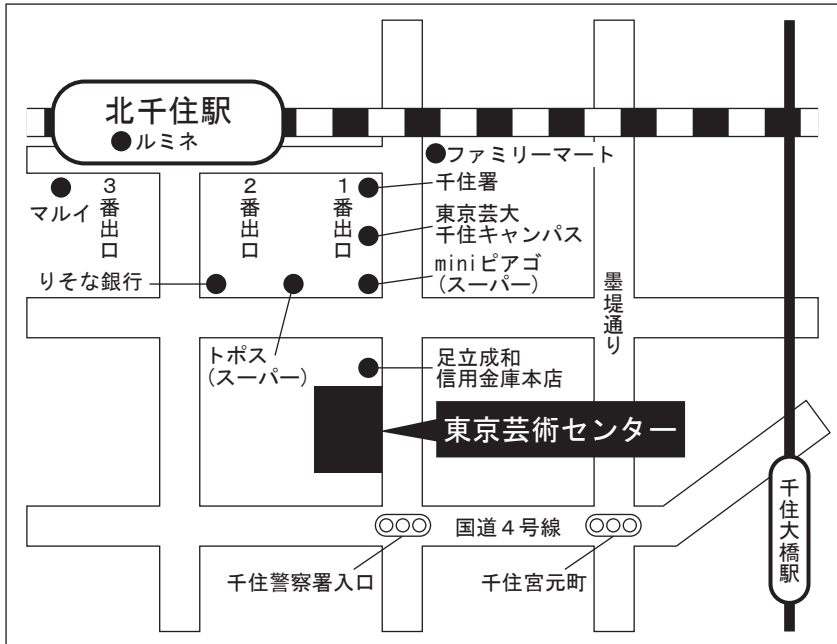 北千住駅
ルミネ
ファミリーマート
マルイ
3番出口
2番出口
1番出口
千住署
東京芸大
千住キャンパス
りそな銀行
miniピアゴ
(スーパー)
墨堤通り
トポス
(スーパー)
足立成和
信用金庫本店
東京芸術センター
国道4号線
千住大橋駅
千住警察署入口
千住宮元町